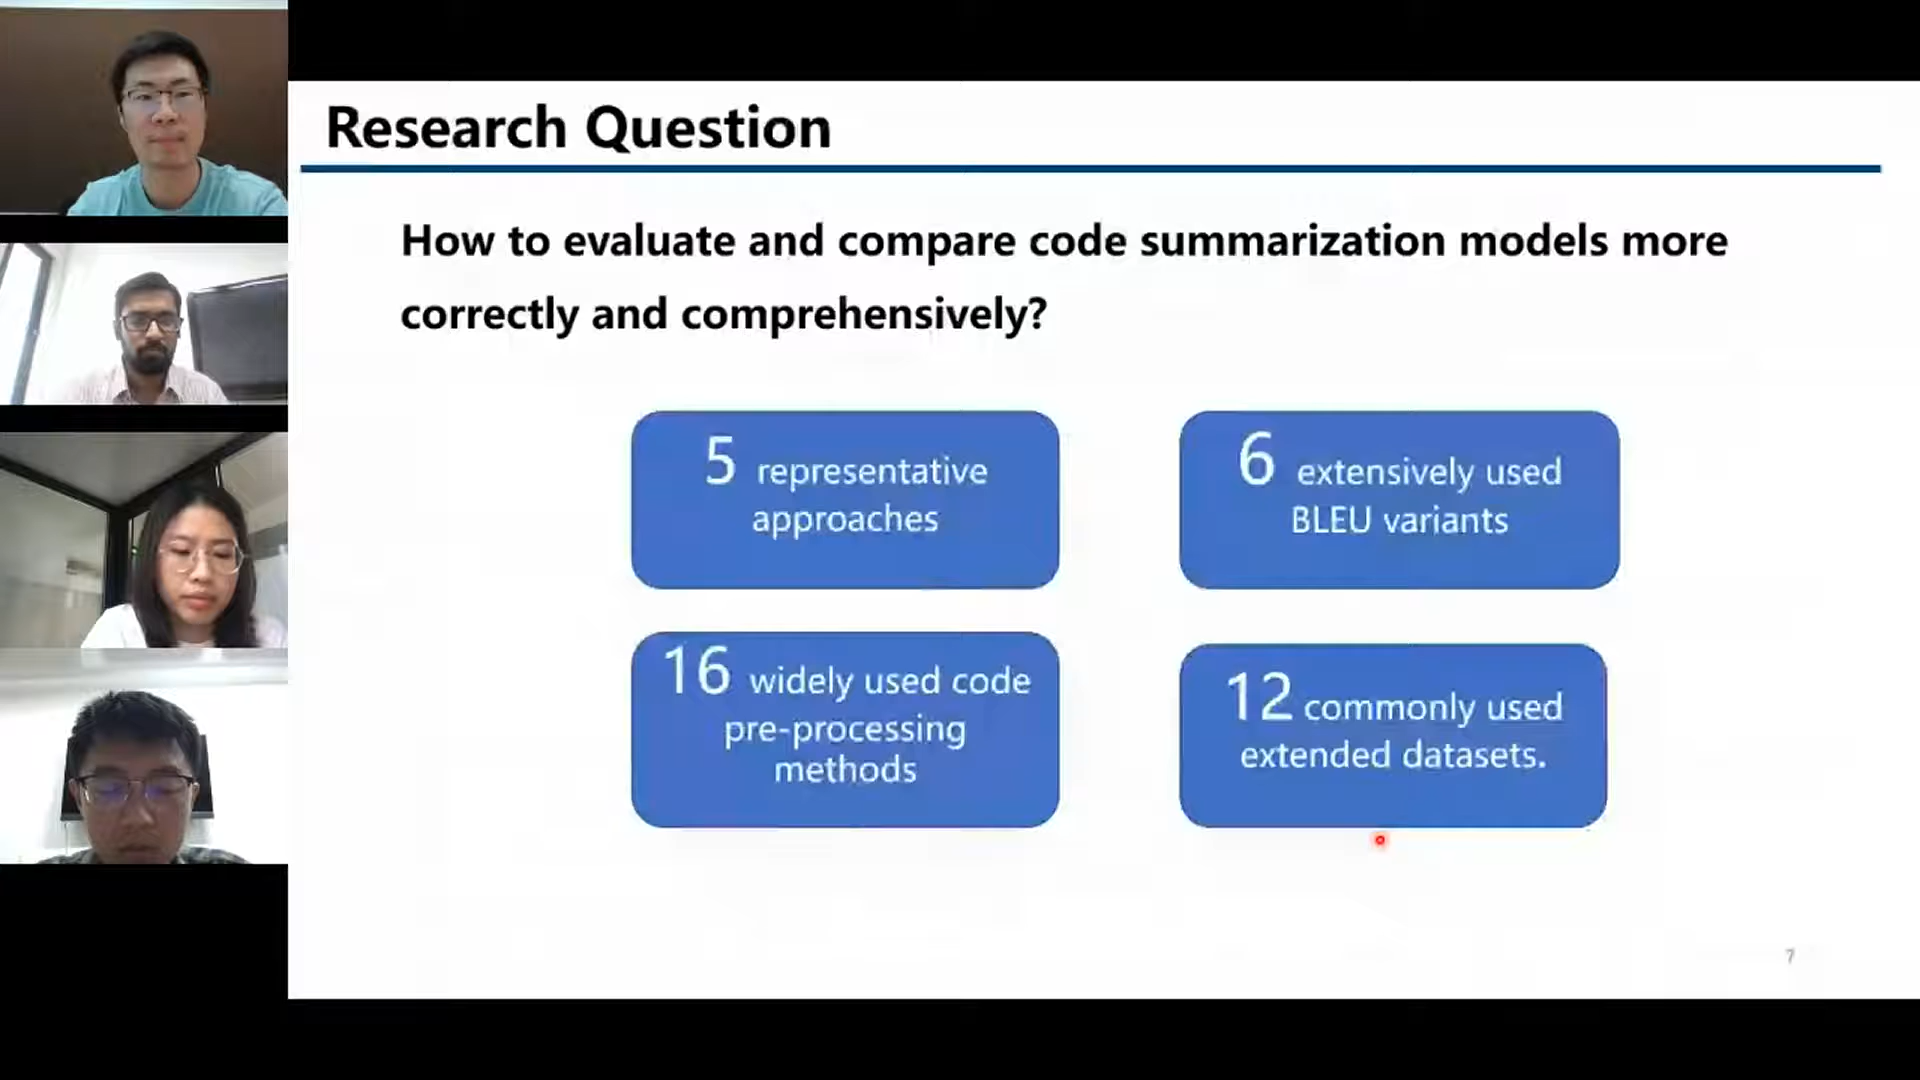 Research Question
How to evaluate and compare code summarization models more
correctly and comprehensively?
5 representative
approaches
6 extensively used
BLEU variants
16 widely used code
pre-processing
methods
12 commonly used
extended datasets.
7